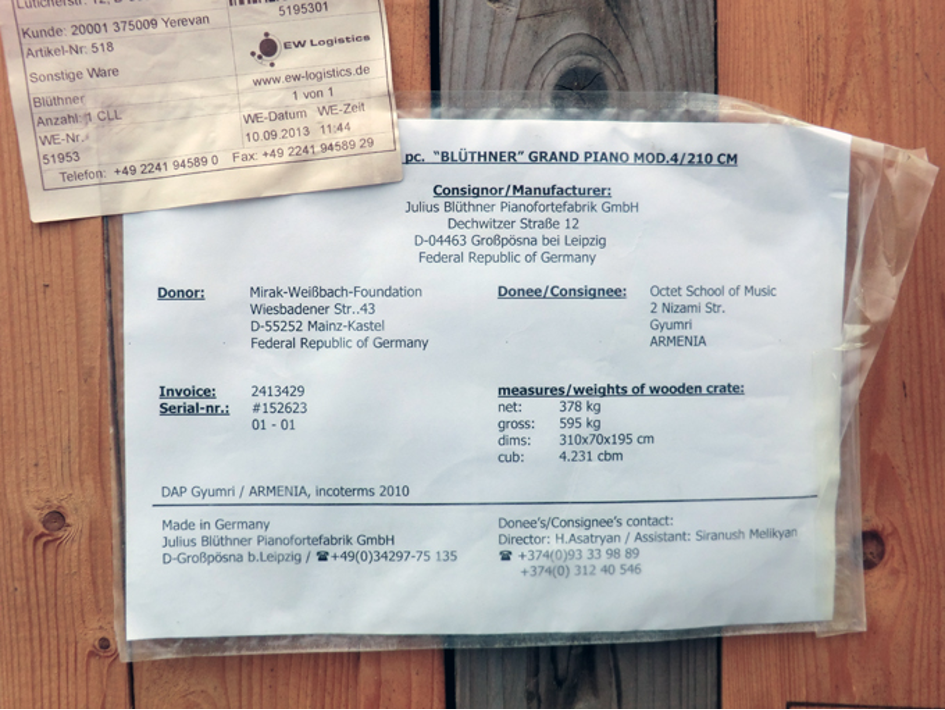 5195301
Kunde: 20001 375009 Yerevan
Artikel-Nr: 518
EW Logistics
Sonstige Ware
www.ew-logistics.de
Blüthner
1 von 1
Anzahl: 1 CLL
WE-Datum WE-Zeit
WE-Nr.
10.09.2013 11:44
51953
Telefon: +49 2241 94589 0 Fax: +49 2241 94589 29
pc. "BLÜTHNER" GRAND PIANO MOD.4/210 CM
Consignor/Manufacturer:
Julius Blüthner Pianofortefabrik GmbH
Dechwitzer Straße 12
D-04463 Großpösna bei Leipzig
Federal Republic of Germany
Donor: Mirak-Weißbach-Foundation
Wiesbadener Str..43
D-55252 Mainz-Kastel
Federal Republic of Germany
Donee/Consignee: Octet School of Music
2 Nizami Str.
Gyumri
ARMENIA
Invoice: 2413429
Serial-nr.: #152623
01 - 01
measures/weights of wooden crate:
net: 378 kg
gross: 595 kg
dims: 310x70x195 cm
cub: 4.231 cbm
DAP Gyumri / ARMENIA, incoterms 2010
Made in Germany
Julius Blüthner Pianofortefabrik GmbH
D-Großpösna b.Leipzig / ☎+49(0)34297-75 135
Donee's/Consignee's contact:
Director: H.Asatryan / Assistant: Siranush Melikyan
☎ +374(0)93 33 98 89
+374(0) 312 40 546